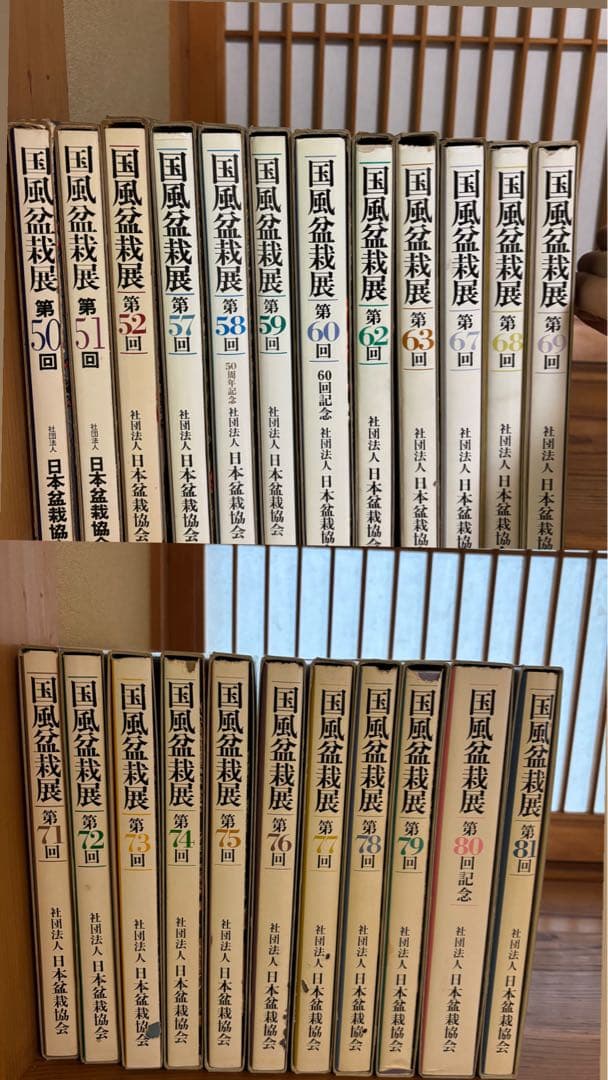 国風盆栽展 第50回 社団法人 日本盆栽協
国風盆栽展 第51回 社団法人 日本盆栽協
国風盆栽展 第52回 社団法人 日本盆栽協会
国風盆栽展 第57回 社団法人 日本盆栽協会
国風盆栽展 第58回 50周年記念 社団法人 日本盆栽協会
国風盆栽展 第59回 社団法人 日本盆栽協会
国風盆栽展 第60回 60回記念 社団法人 日本盆栽協会
国風盆栽展 第62回 社団法人 日本盆栽協会
国風盆栽展 第63回 社団法人 日本盆栽協会
国風盆栽展 第67回 社団法人 日本盆栽協会
国風盆栽展 第68回 社団法人 日本盆栽協会
国風盆栽展 第69回 社団法人 日本盆栽協会
国風盆栽展 第71回 社団法人 日本盆栽協会
国風盆栽展 第72回 社団法人 日本盆栽協会
国風盆栽展 第73回 社団法人 日本盆栽協会
国風盆栽展 第74回 社団法人 日本盆栽協会
国風盆栽展 第75回 社団法人 日本盆栽協会
国風盆栽展 第76回 社団法人 日本盆栽協会
国風盆栽展 第77回 社団法人 日本盆栽協会
国風盆栽展 第78回 社団法人 日本盆栽協会
国風盆栽展 第79回 社団法人 日本盆栽協会
国風盆栽展 第80回記念 社団法人 日本盆栽協会
国風盆栽展 第81回 社団法人 日本盆栽協会